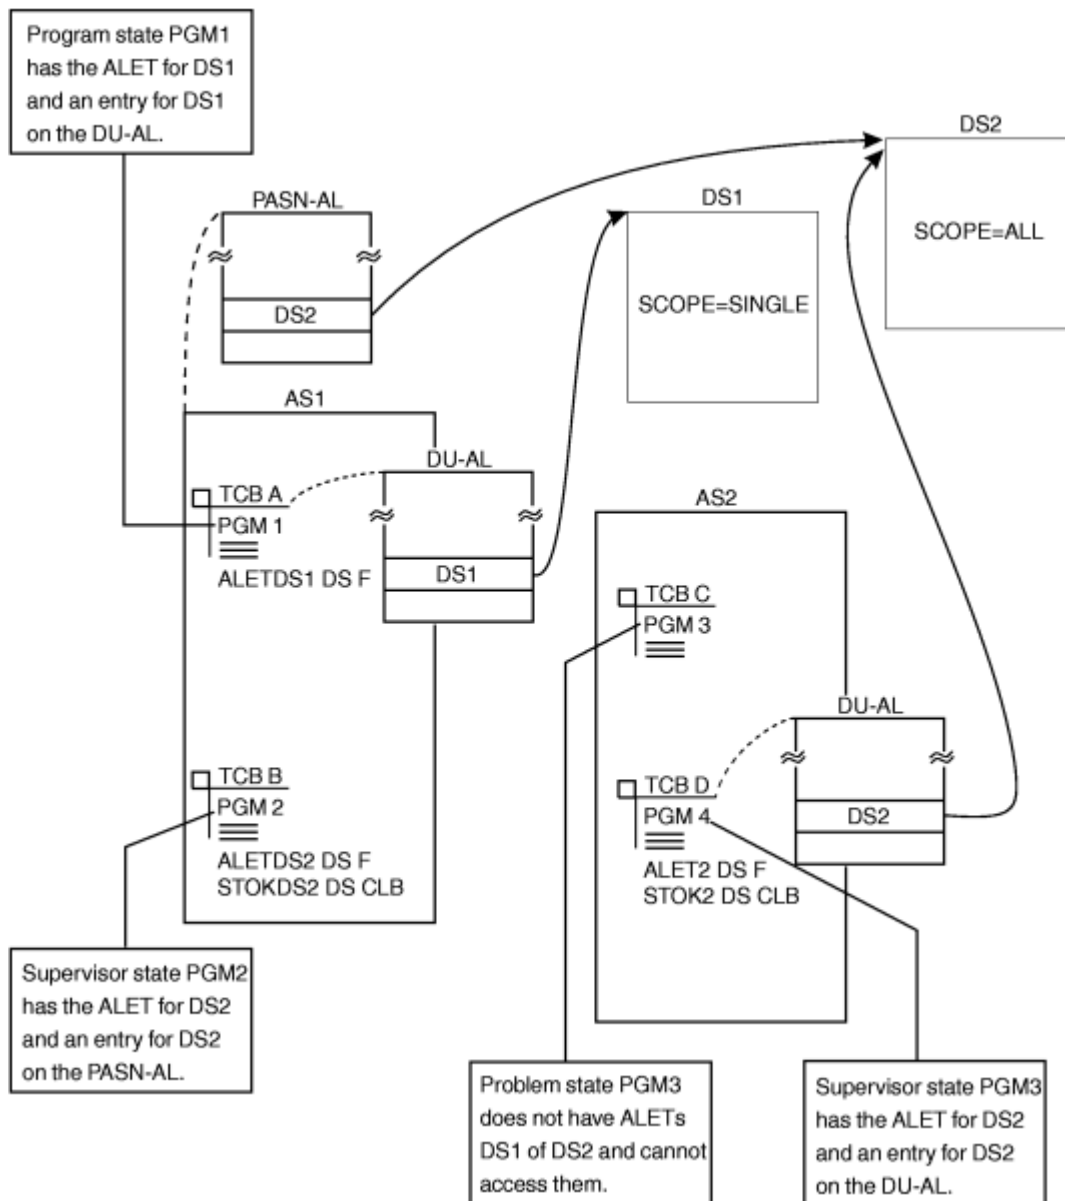 Program state PGM1
has the ALET for DS1
and an entry for DS1
on the DU-AL.
DS2
SCOPE=ALL
PASN-AL
DS2
DS1
SCOPE=SINGLE
AS1
TCB A
PGM 1
ALETDS1 DS F
DU-AL
DS1
TCB B
PGM 2
ALETDS2 DS F
STOKDS2 DS CLB
AS2
TCB C
PGM 3
TCB D
PGM 4
ALET2 DS F
STOK2 DS CLB
DU-AL
DS2
Supervisor state PGM2
has the ALET for DS2
and an entry for DS2
on the PASN-AL.
Problem state PGM3
does not have ALETs
DS1 of DS2 and cannot
access them.
Supervisor state PGM3
has the ALET for DS2
and an entry for DS2
on the DU-AL.